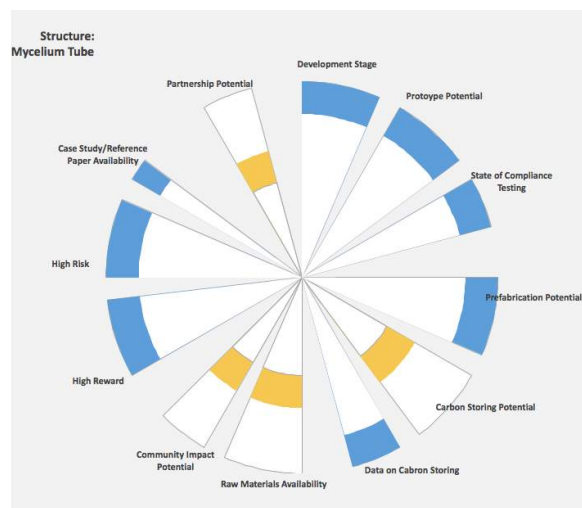 Structure:
Mycelium Tube
Development Stage
Partnership Potential
Protoype Potential
Case Study/Reference
Paper Availability
State of Compliance
Testing
High Risk
Prefabrication Potential
High Reward
Carbon Storing Potential
Community Impact
Potential
Data on Cabron Storing
Raw Materials Availability